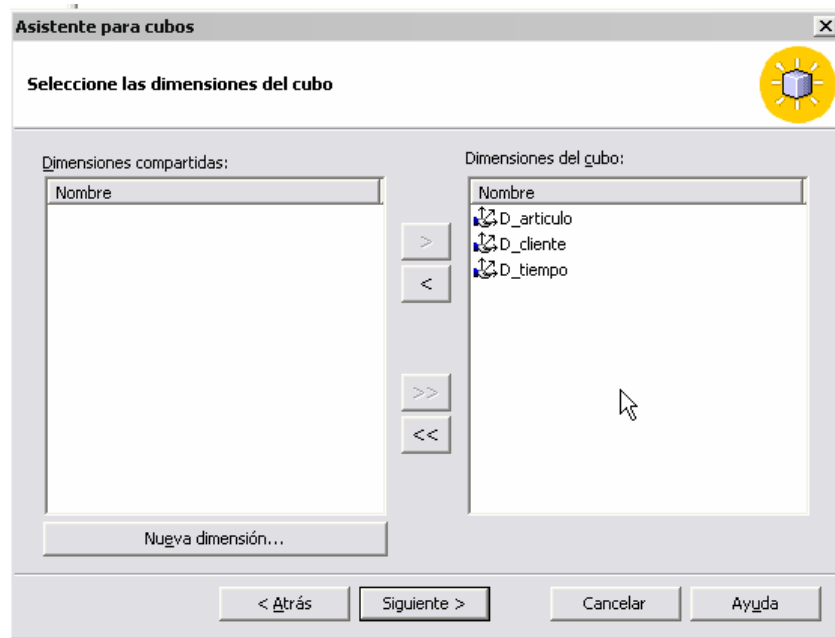 Asistente para cubos
Seleccione las dimensiones del cubo
Dimensiones compartidas:
Nombre
Dimensiones del cubo:
Nombre
D_articulo
D_cliente
D_tiempo
>
<
>>
<<
Nueva dimensión...
< Atrás
Siguiente >
Cancelar
Ayuda